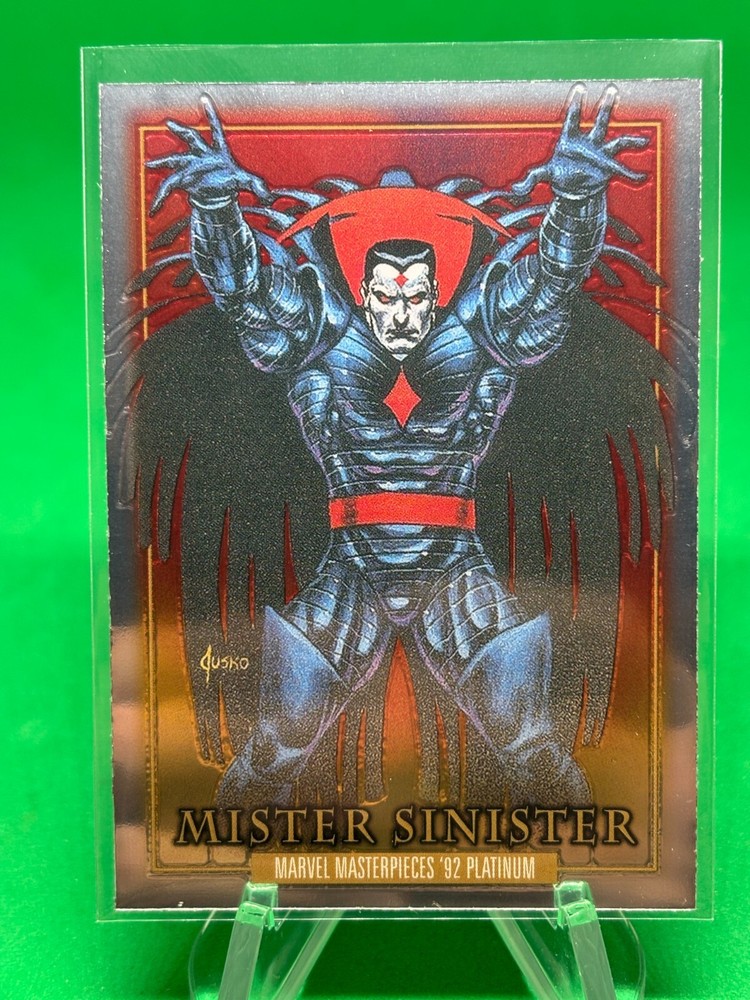 Jusko
MISTER SINISTER
MARVEL MASTERPIECES '92 PLATINUM